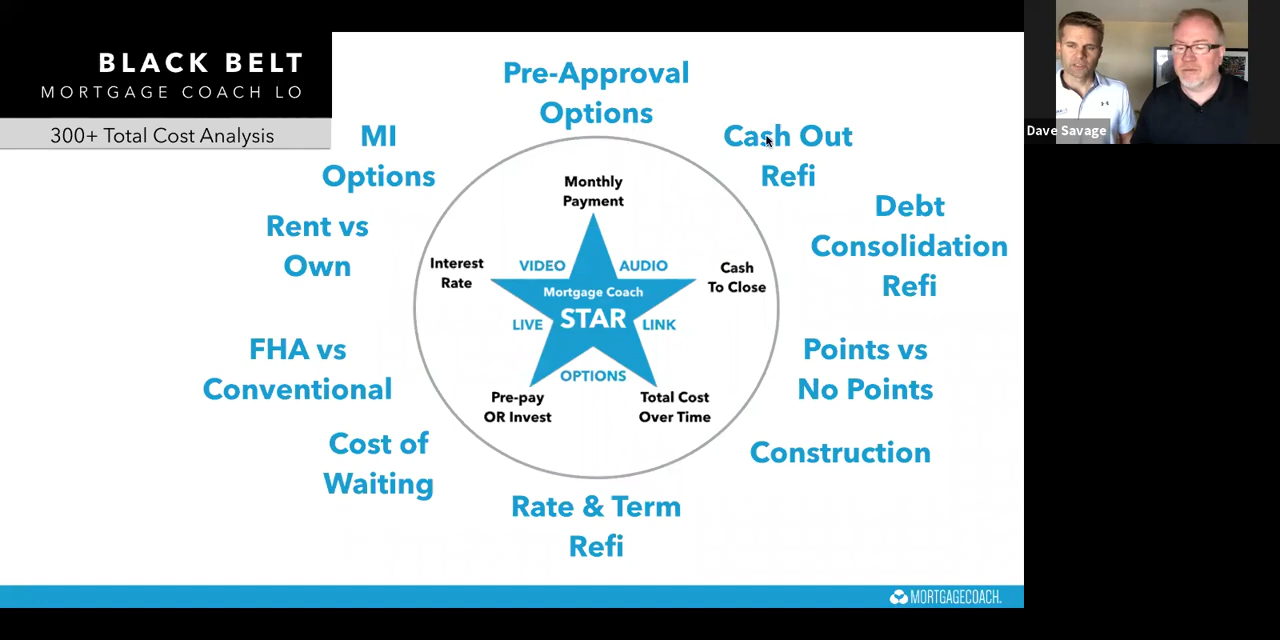 BLACK BELT
MORTGAGE COACH LO
300+ Total Cost Analysis
Pre-Approval
Options
MI
Options
Cash Out
Refi
Rent vs
Own
Debt
Consolidation
Refi
FHA vs
Conventional
Points vs
No Points
Cost of
Waiting
Construction
Rate & Term
Refi
Monthly
Payment
Interest
Rate
Cash
To Close
Pre-pay
OR Invest
Total Cost
Over Time
VIDEO
AUDIO
Mortgage Coach
STAR
LIVE
LINK
OPTIONS
MORTGAGECOACH.
Dave Savage